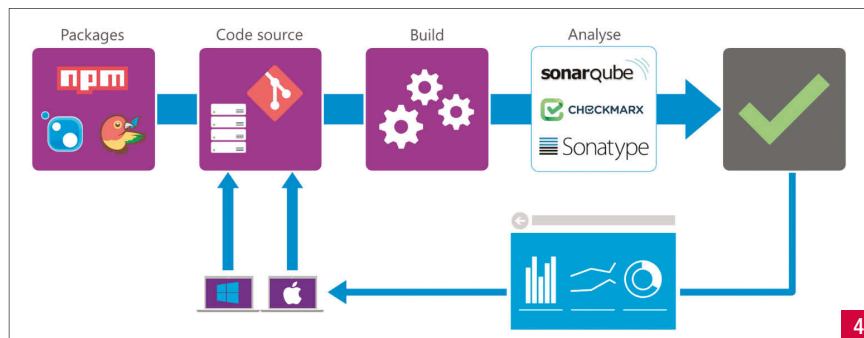 Packages
Code source
Build
Analyse
npm
sonarqube
CHECKMARX
Sonatype
4